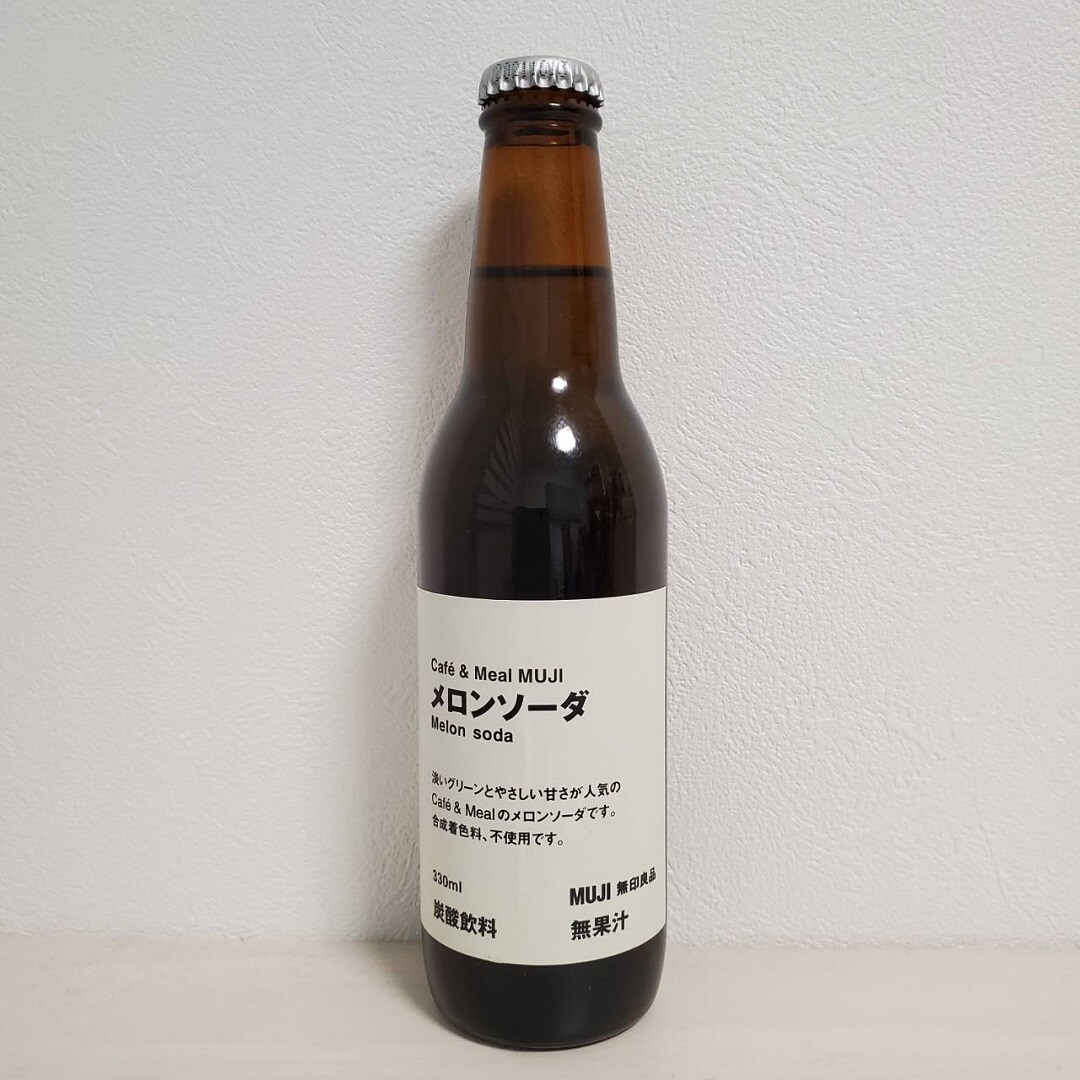 Café & Meal MUJI
メロンソーダ
Melon soda
淡いグリーンとやさしい甘さが人気の
Café & Mealのメロンソーダです。
合成着色料、不使用です。
330ml
MUJI 無印良品
炭酸飲料
無果汁